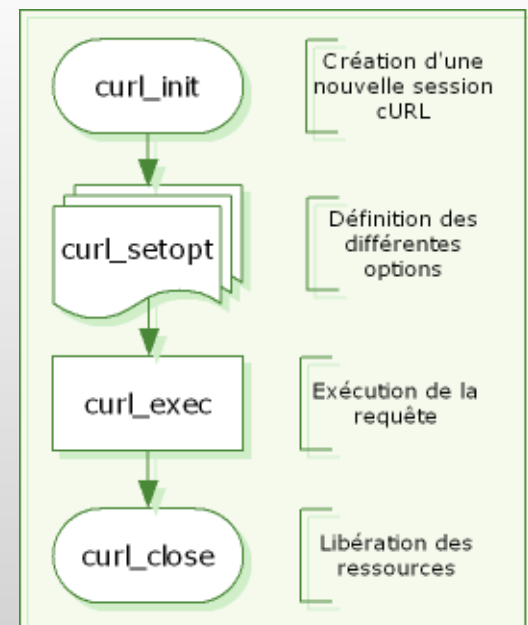 curl_init
Création d'une
nouvelle session
cURL
curl_setopt
Définition des
différentes
options
curl_exec
Exécution de la
requête
curl_close
Libération des
ressources